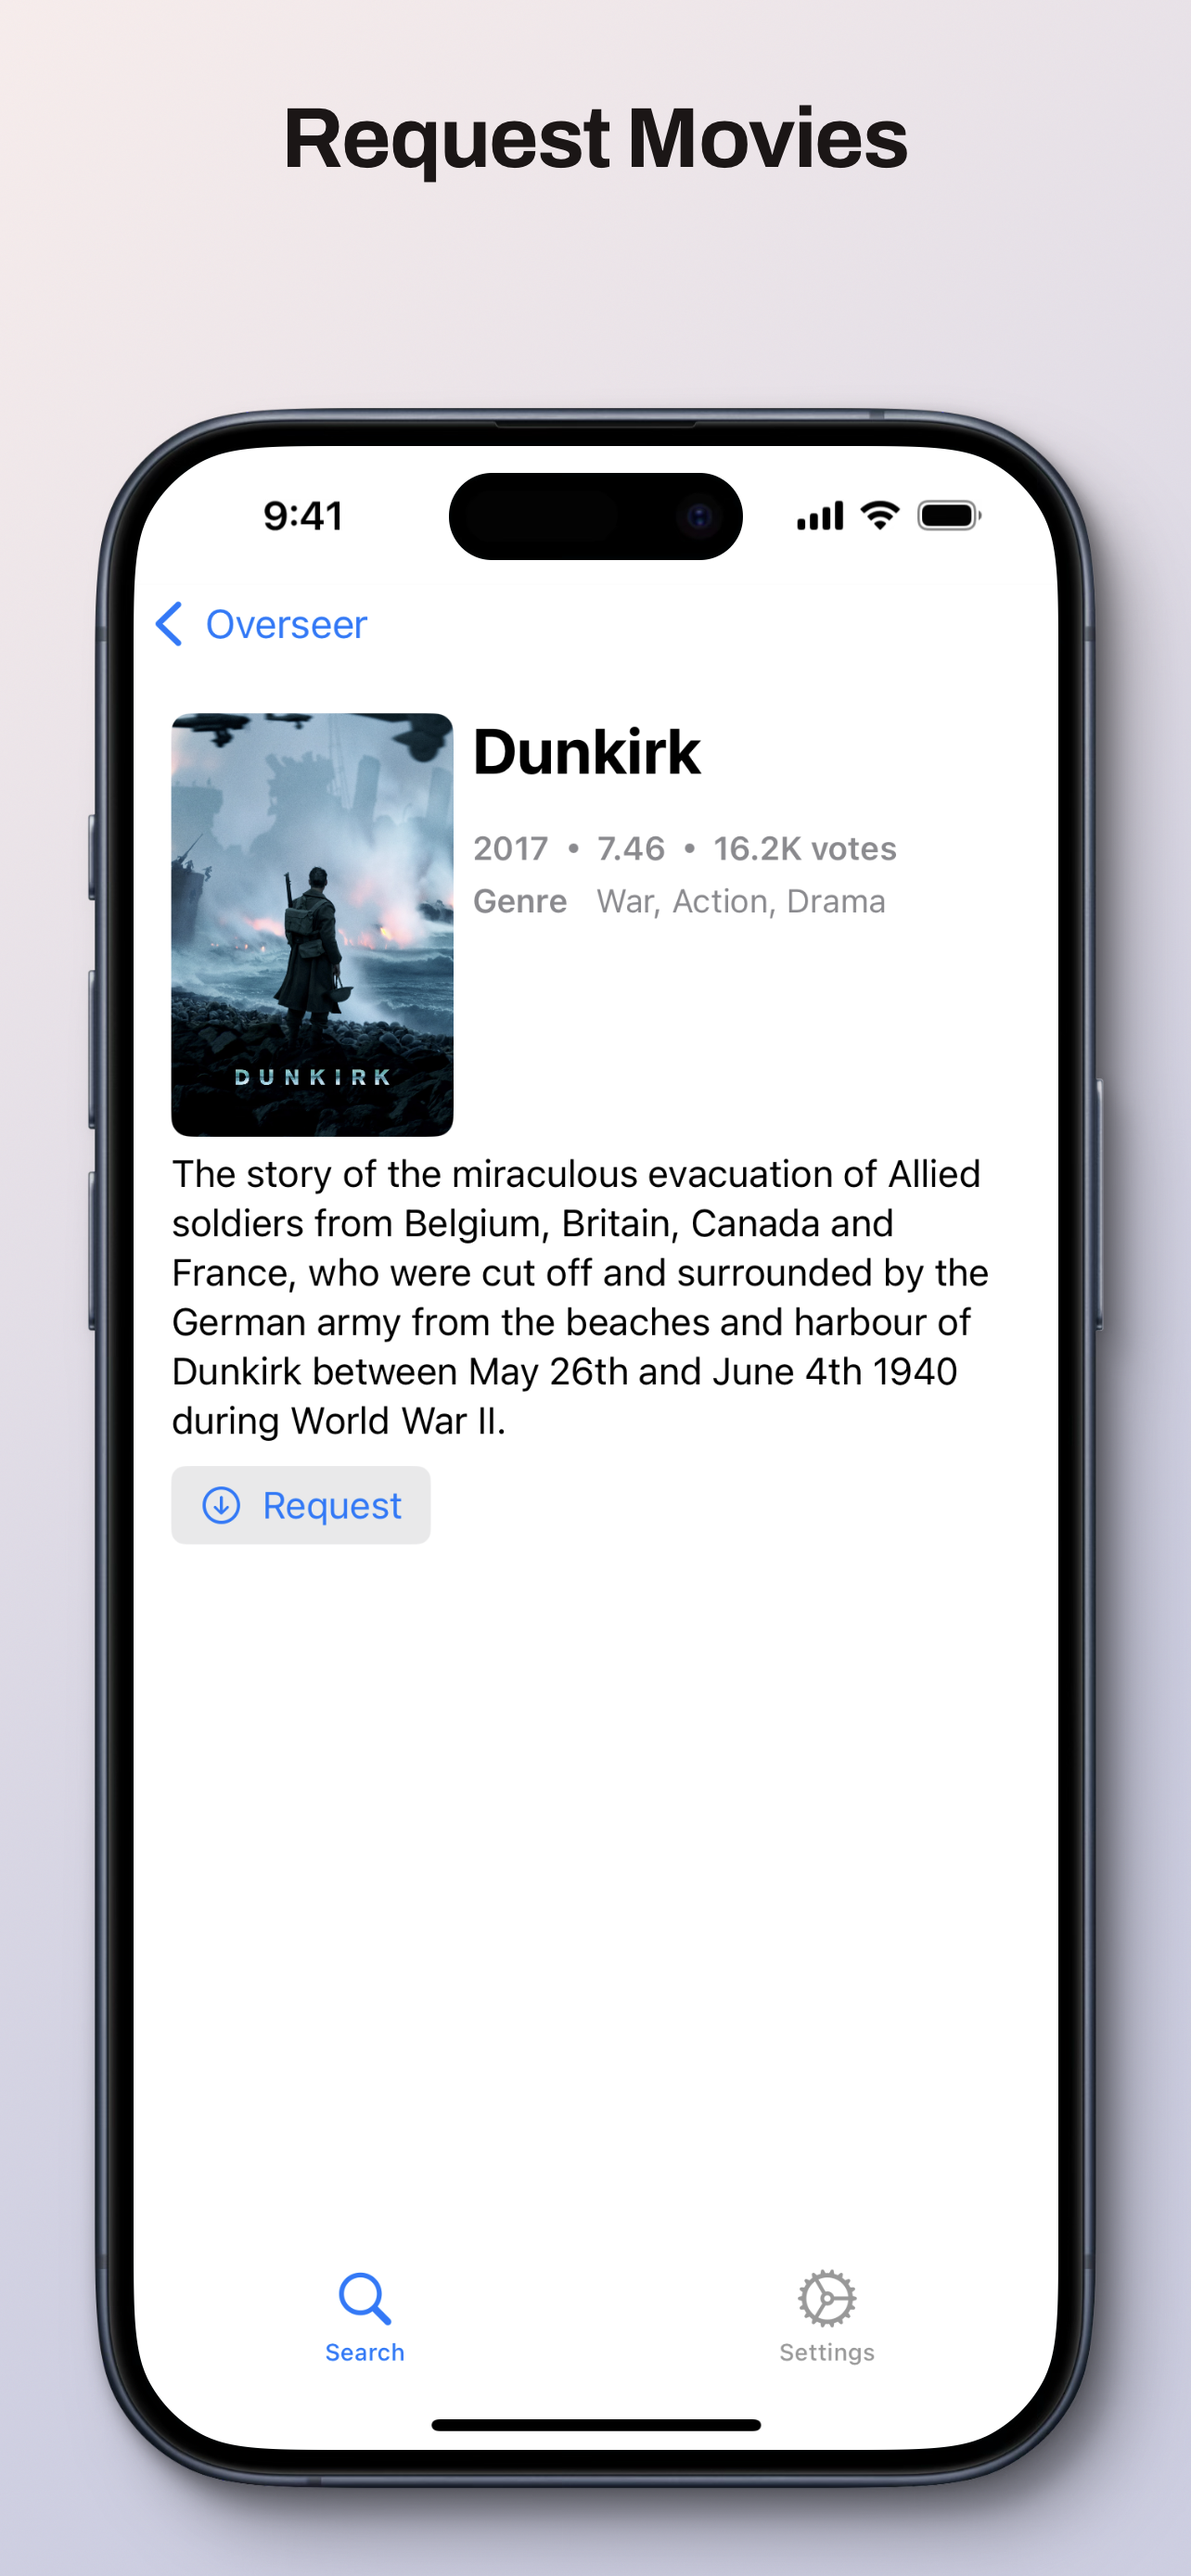 Request Movies
9:41
Overseer
Dunkirk
2017 • 7.46 • 16.2K votes
Genre War, Action, Drama
DUNKIRK
The story of the miraculous evacuation of Allied
soldiers from Belgium, Britain, Canada and
France, who were cut off and surrounded by the
German army from the beaches and harbour of
Dunkirk between May 26th and June 4th 1940
during World War II.
Request
Search
Settings